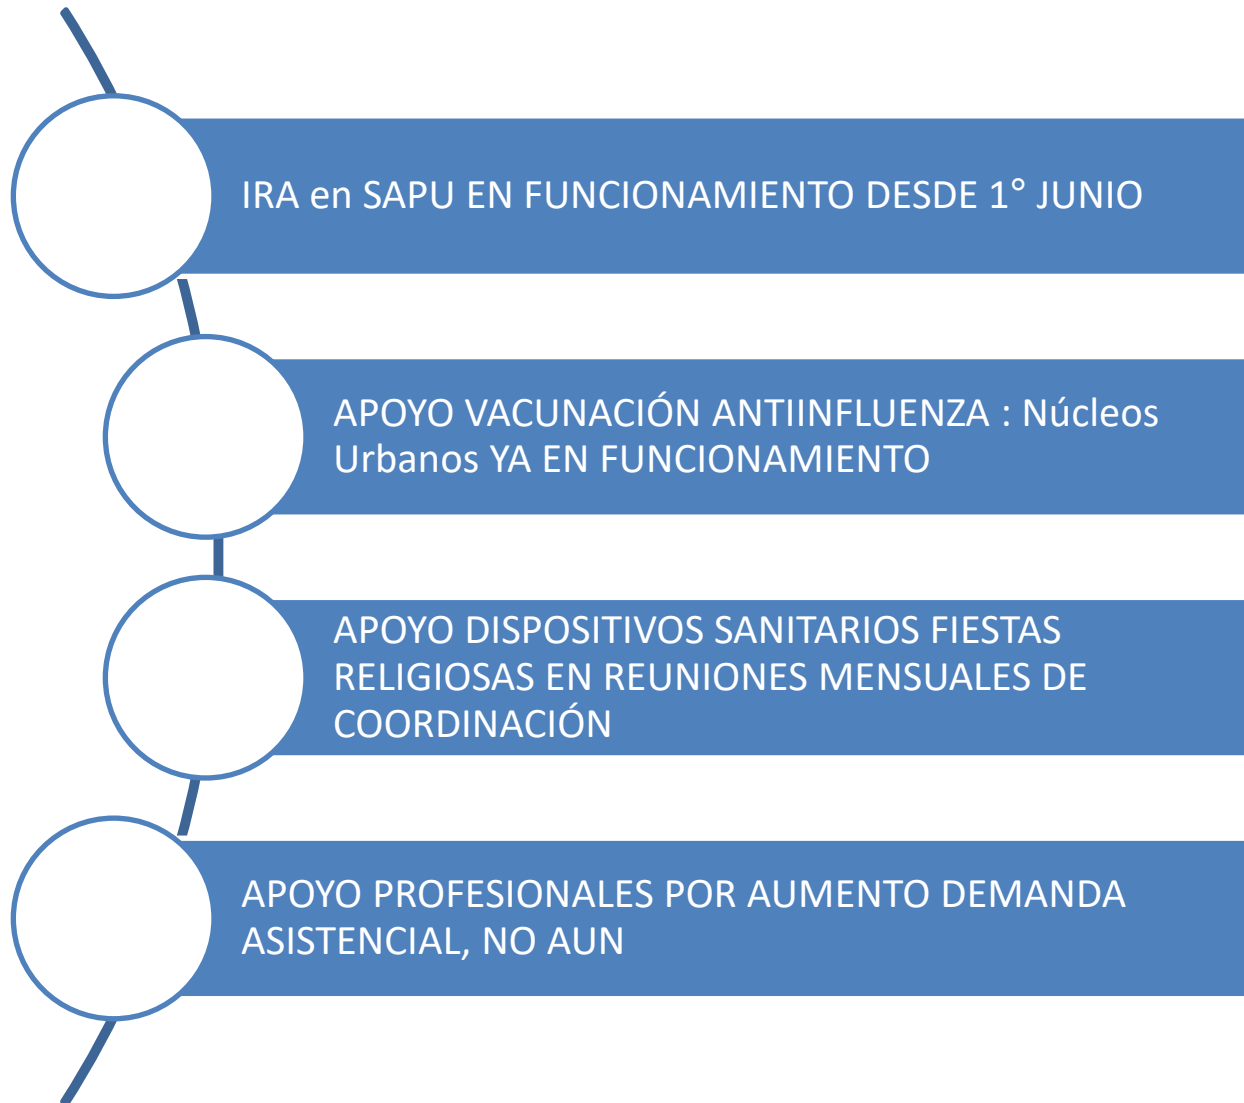 IRA en SAPU EN FUNCIONAMIENTO DESDE 1° JUNIO
APOYO VACUNACIÓN ANTIINFLUENZA : Núcleos
Urbanos YA EN FUNCIONAMIENTO
APOYO DISPOSITIVOS SANITARIOS FIESTAS
RELIGIOSAS EN REUNIONES MENSUALES DE
COORDINACIÓN
APOYO PROFESIONALES POR AUMENTO DEMANDA
ASISTENCIAL, NO AUN